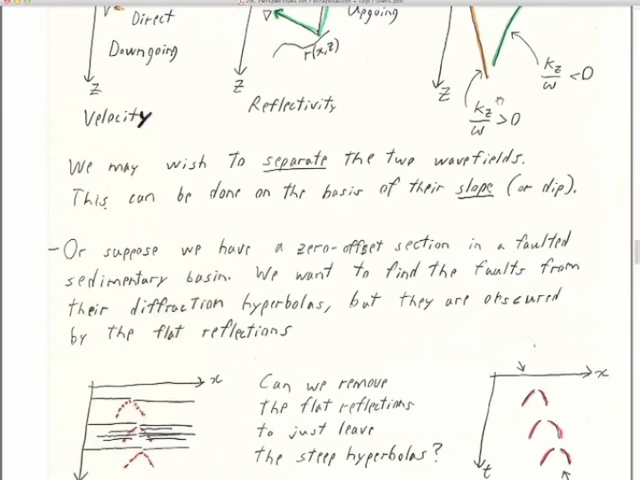 Direct
Downgoing
z
Velocity
Upgoing
r(x,z)
z
Reflectivity
z
kz/w < 0
kz/w > 0
We may wish to separate the two wavefields.
This can be done on the basis of their slope (or dip).
- Or suppose we have a zero-offset section in a faulted
sedimentary basin. We want to find the faults from
their diffraction hyperbolas, but they are obscured
by the flat reflections
x
Can we remove
the flat reflections
to just leave
the steep hyperbolas?
x
t